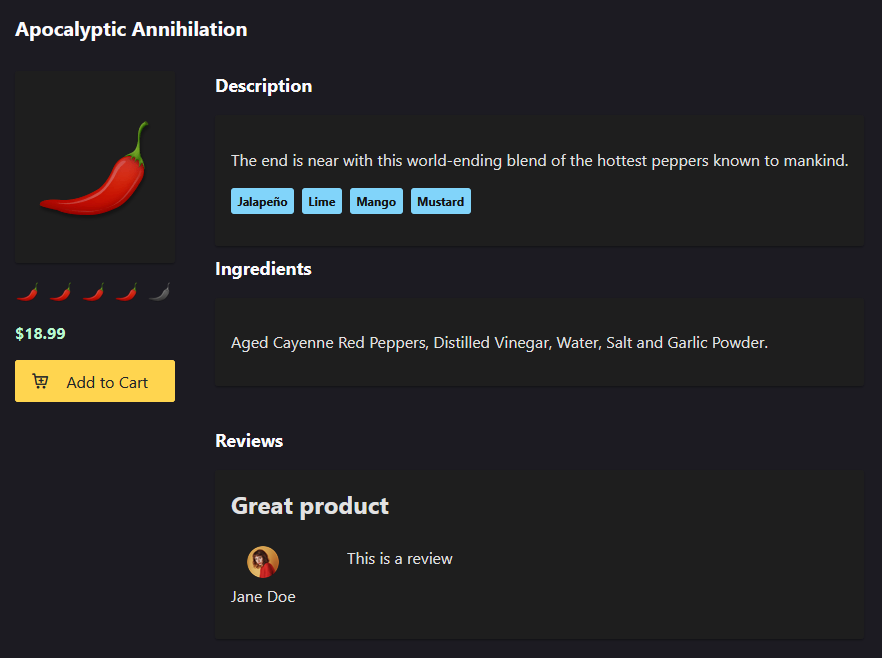 Apocalyptic Annihilation
Description
The end is near with this world-ending blend of the hottest peppers known to mankind.
Jalapeño Lime Mango Mustard
Ingredients
Aged Cayenne Red Peppers, Distilled Vinegar, Water, Salt and Garlic Powder.
$18.99
Add to Cart
Reviews
Great product
This is a review
Jane Doe